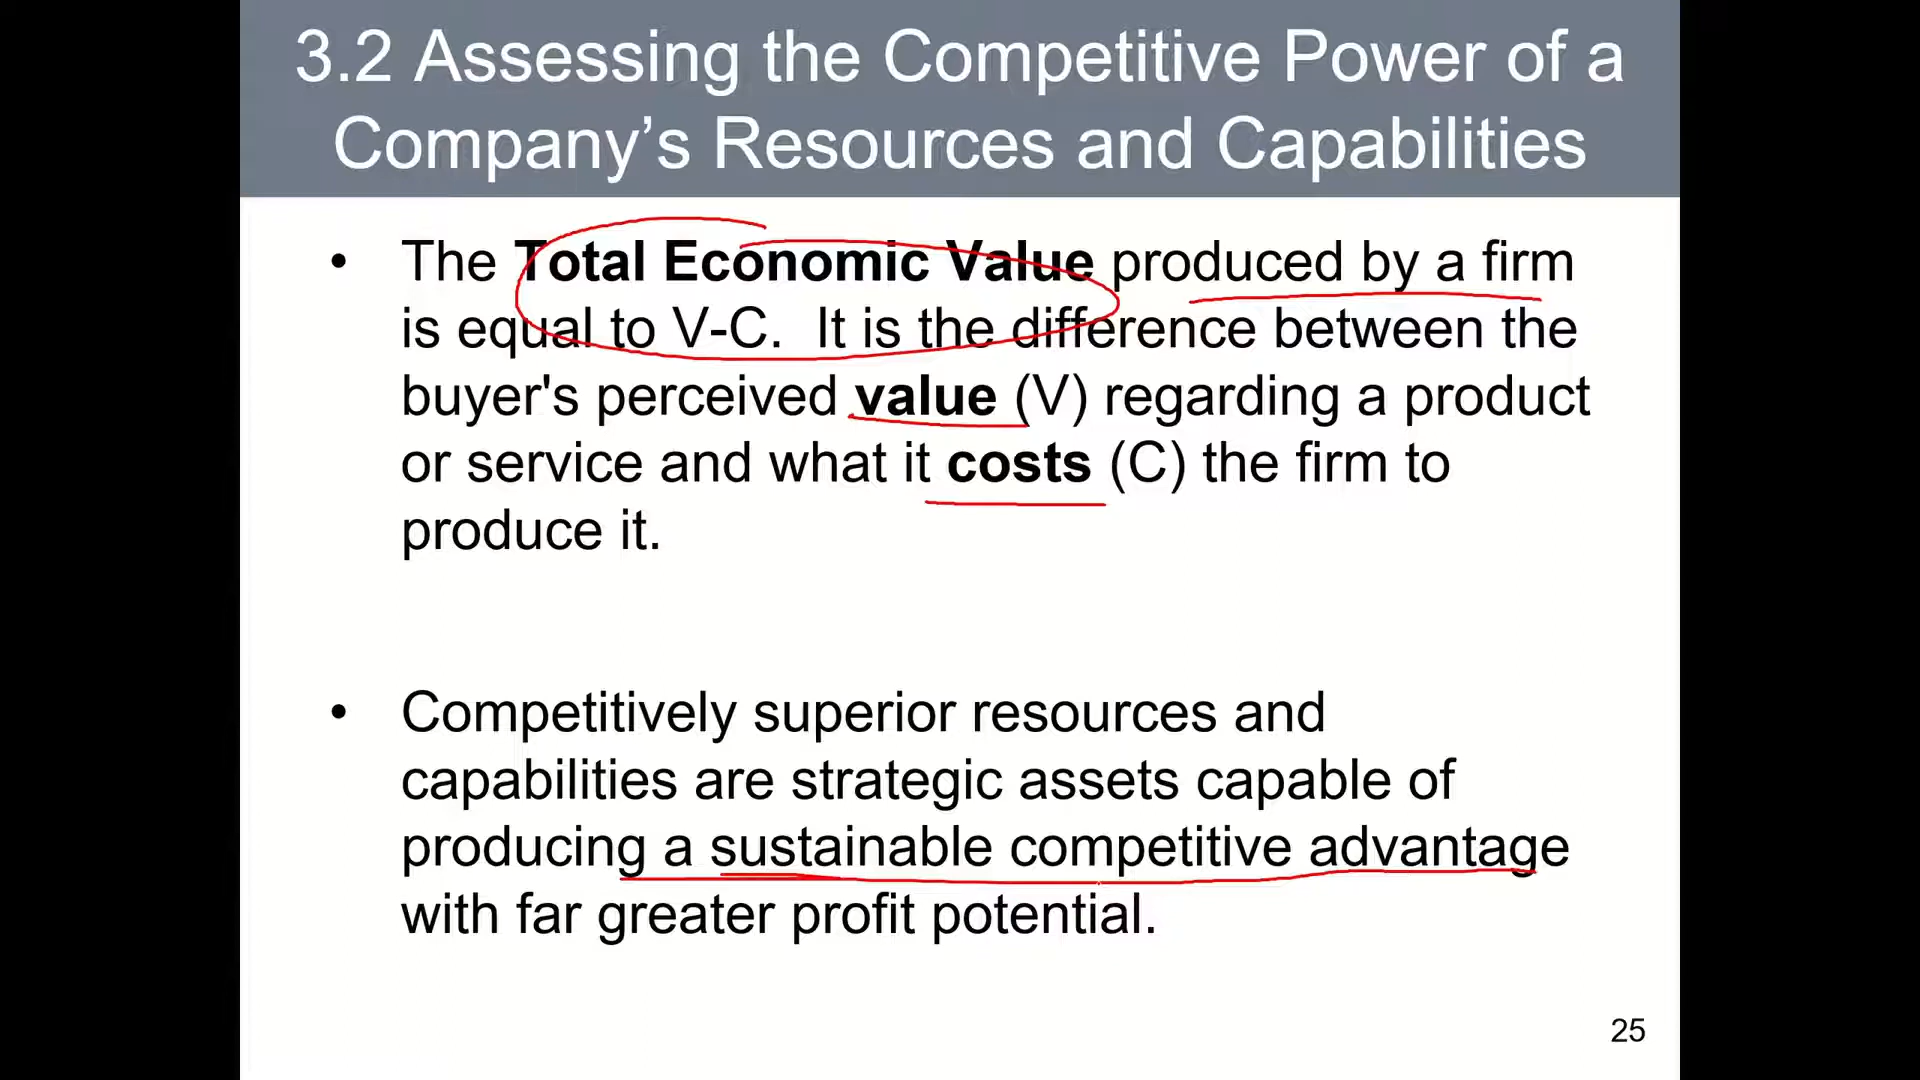 3.2 Assessing the Competitive Power of a
Company’s Resources and Capabilities
• The Total Economic Value produced by a firm
is equal to V-C.  It is the difference between the
buyer's perceived value (V) regarding a product
or service and what it costs (C) the firm to
produce it.
• Competitively superior resources and
capabilities are strategic assets capable of
producing a sustainable competitive advantage
with far greater profit potential.
25